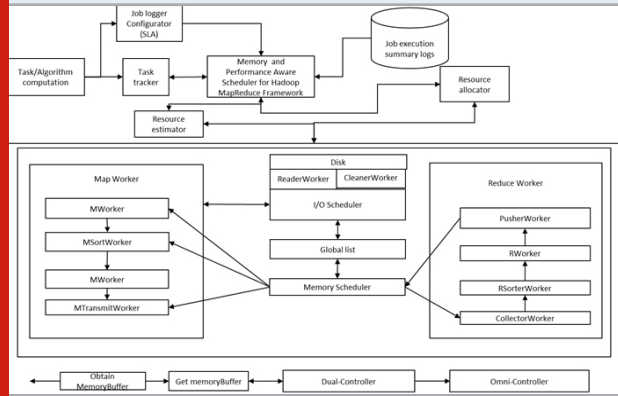 Job logger
Configurator
(SLA)
Task/Algorithm
computation
Task
tracker
Memory and
Performance Aware
Scheduler for Hadoop
MapReduce Framework
Job execution
summary logs
Resource
allocator
Resource
estimator
Map Worker
MWorker
MSortWorker
MWorker
MTransmitWorker
Disk
ReaderWorker
CleanerWorker
I/O Scheduler
Global list
Memory Scheduler
Reduce Worker
PusherWorker
RWorker
RSorterWorker
CollectorWorker
Obtain
MemoryBuffer
Get memoryBuffer
Dual-Controller
Omni-Controller